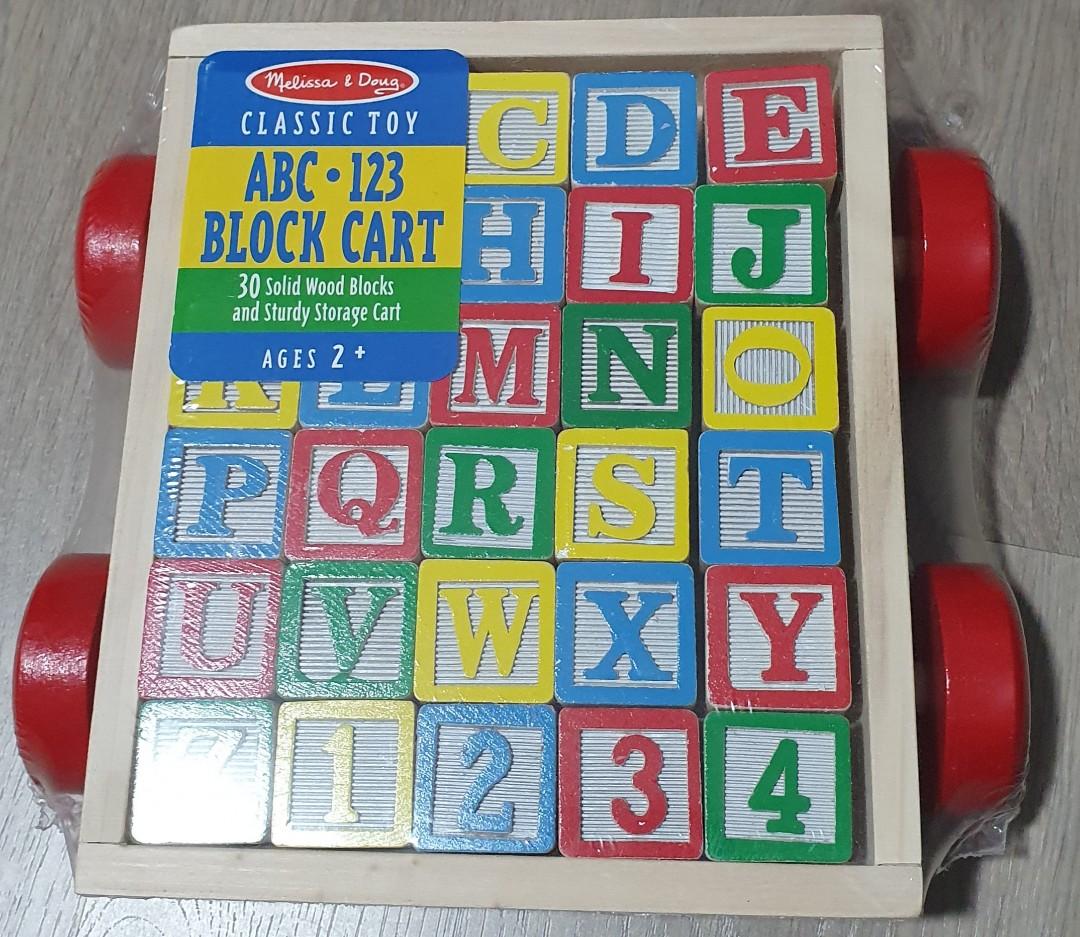 Melissa & Doug
CLASSIC TOY
ABC • 123
BLOCK CART
30 Solid Wood Blocks
and Sturdy Storage Cart
AGES 2+
C D E
H I J
K L M N O
P Q R S T
U V W X Y
Z 1 2 3 4